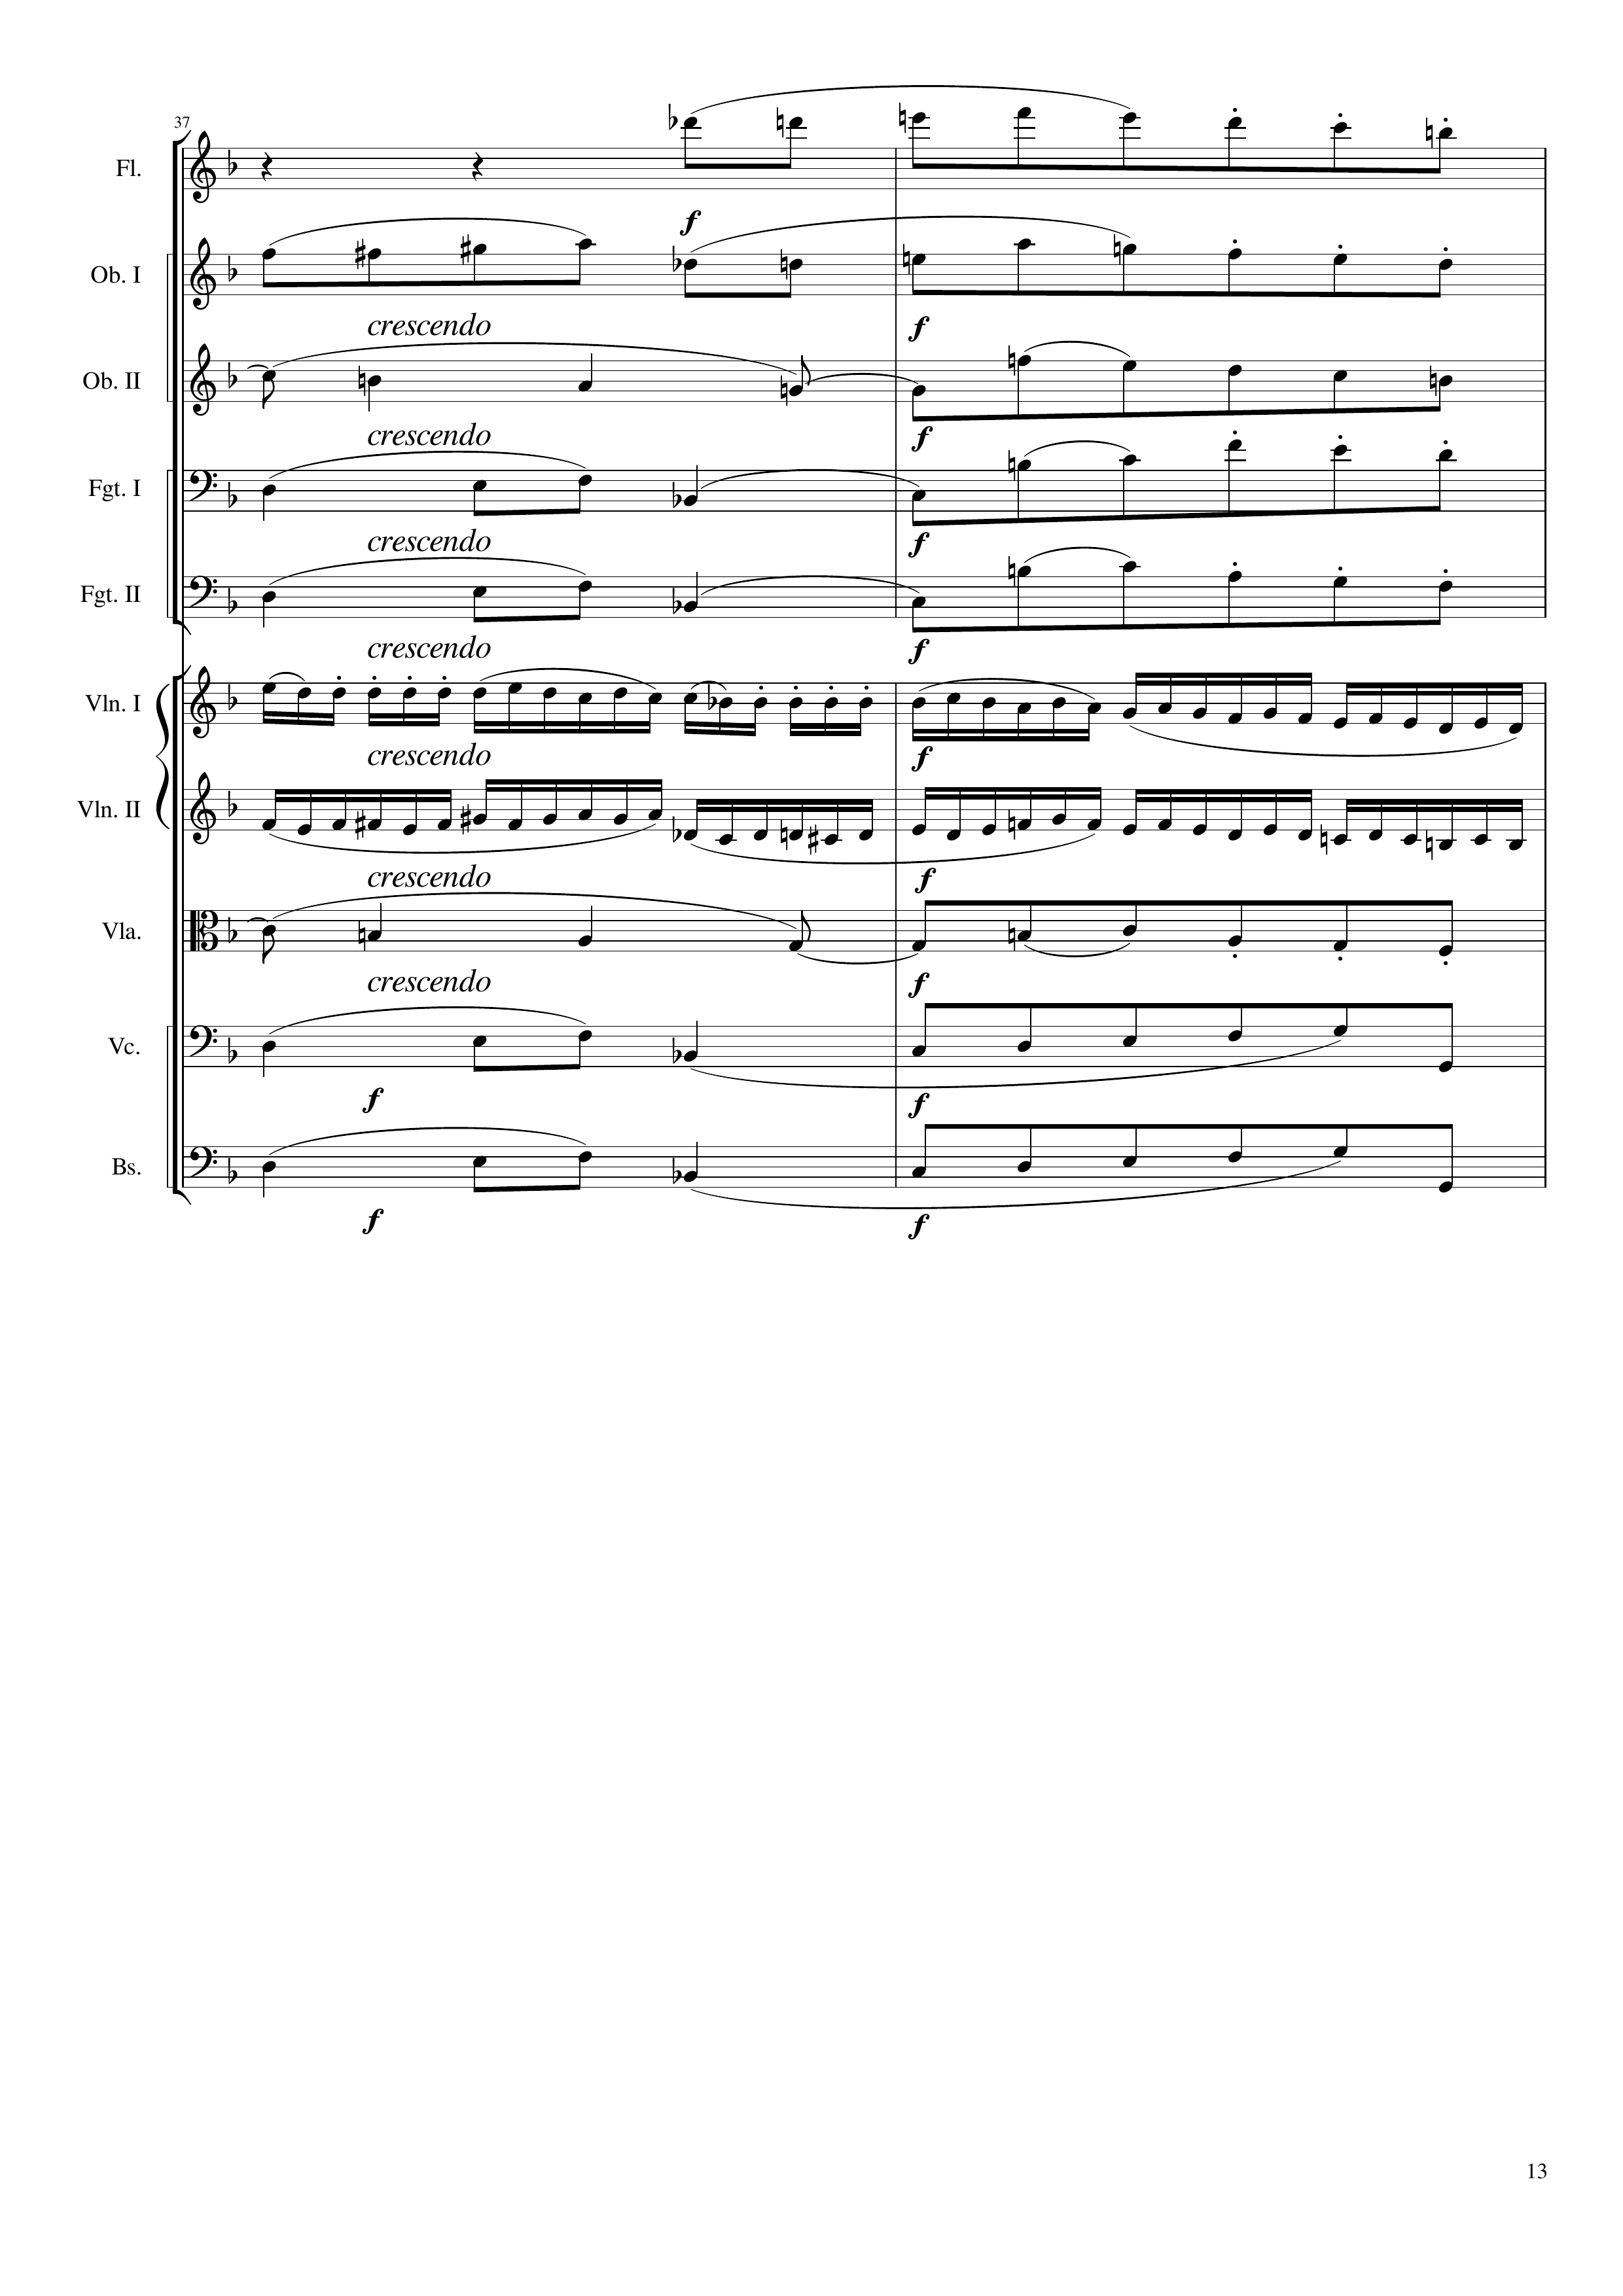 37
Fl.
f
Ob. I
crescendo
f
Ob. II
crescendo
f
Fgt. I
crescendo
f
Fgt. II
crescendo
f
Vln. I
crescendo
f
Vln. II
crescendo
f
Vla.
crescendo
f
Vc.
f
f
Bs.
f
f
13